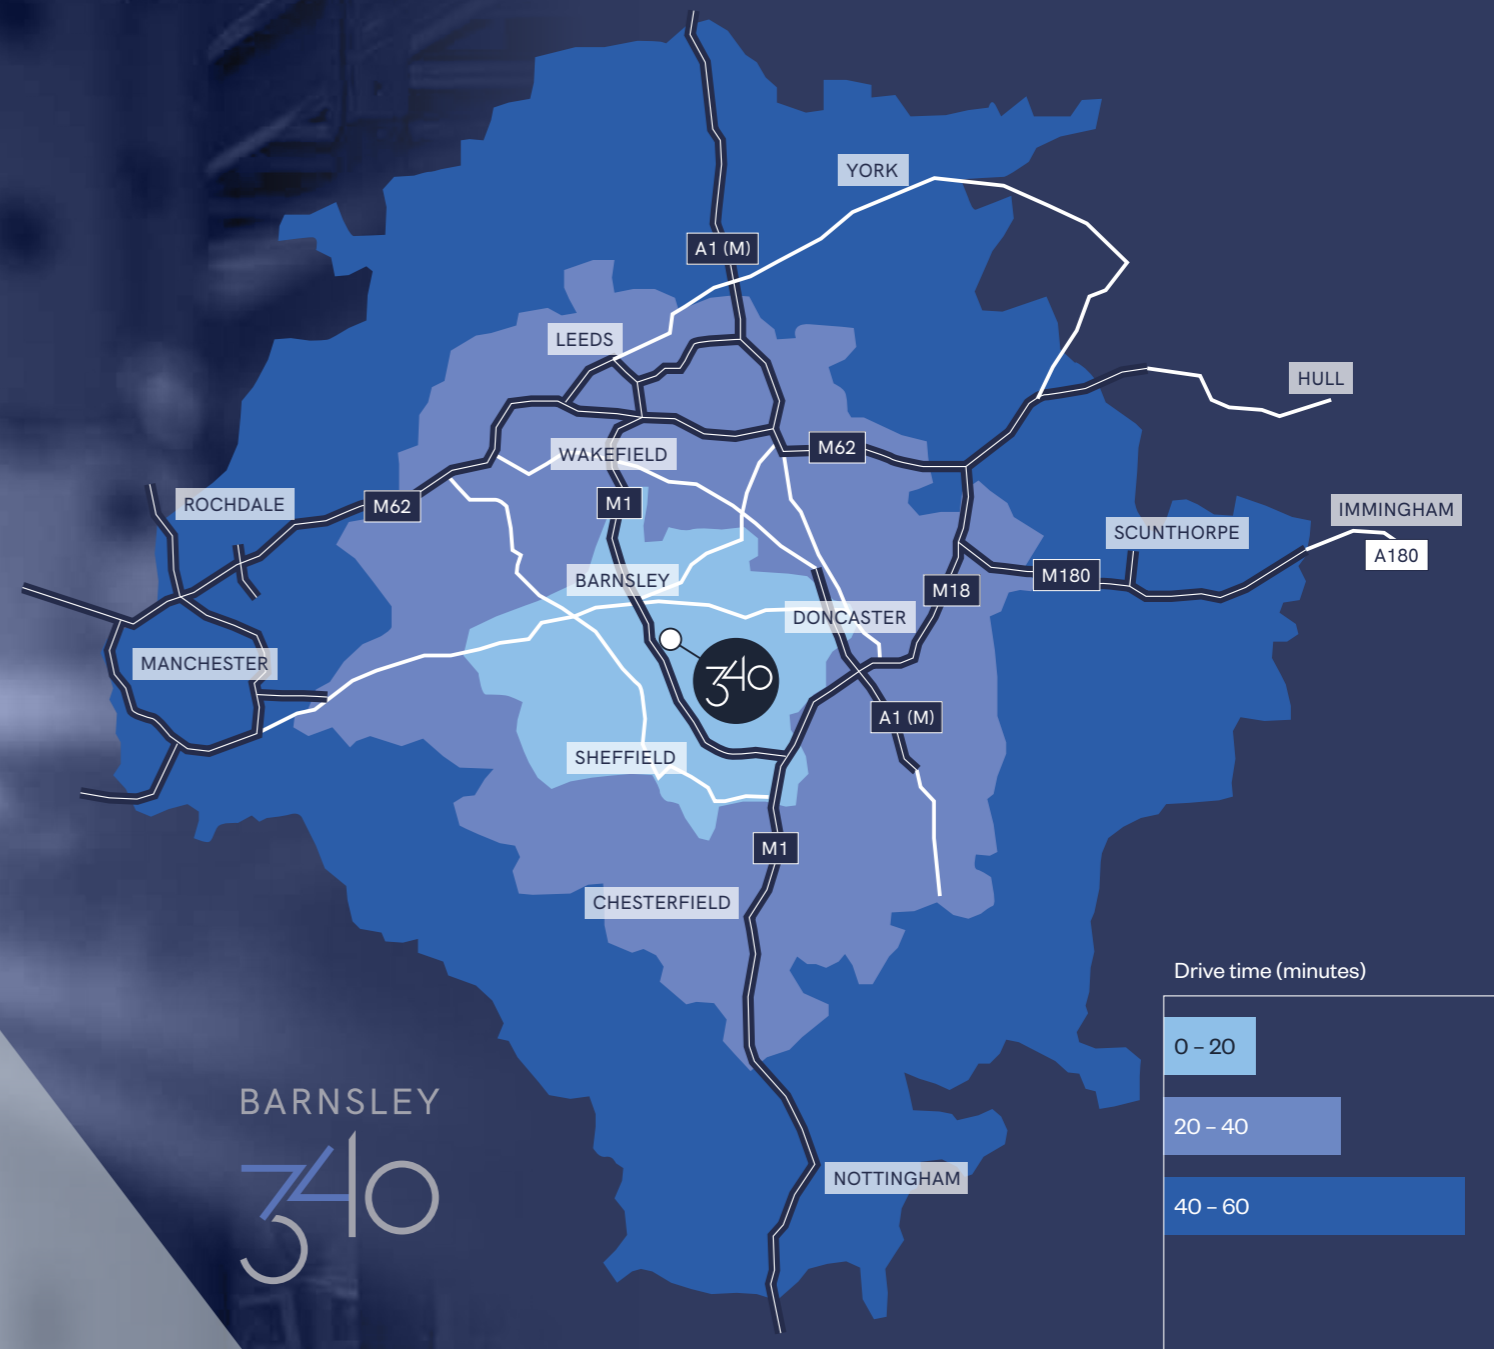 YORK
A1 (M)
LEEDS
HULL
WAKEFIELD
M62
M1
ROCHDALE
M62
IMMINGHAM
SCUNTHORPE
A180
BARNSLEY
M180
M18
DONCASTER
MANCHESTER
340
A1 (M)
SHEFFIELD
M1
CHESTERFIELD
NOTTINGHAM
Drive time (minutes)
0 – 20
20 – 40
40 – 60
BARNSLEY
340